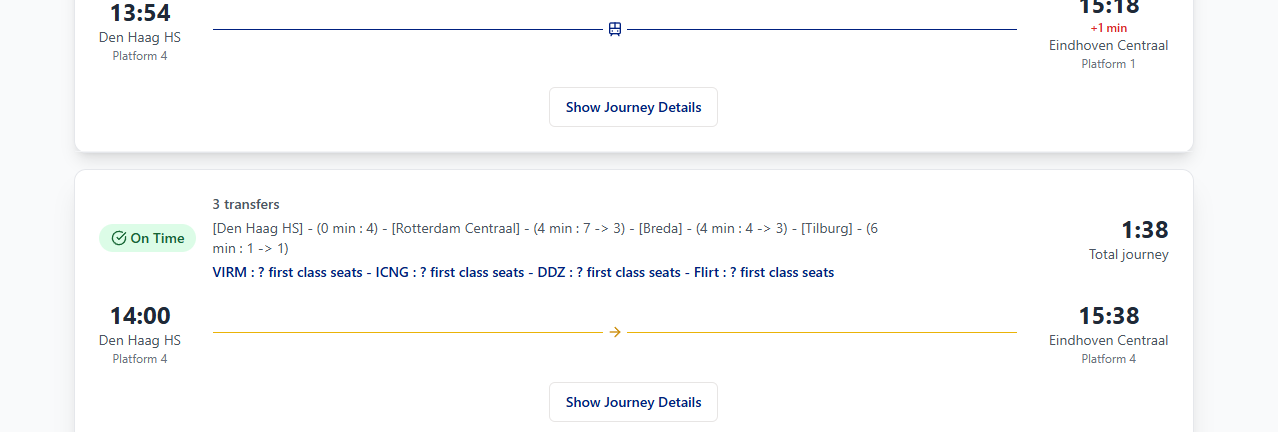 13:54
Den Haag HS
Platform 4
15:18
+1 min
Eindhoven Centraal
Platform 1
Show Journey Details
On Time
3 transfers
[Den Haag HS] - (0 min : 4) - [Rotterdam Centraal] - (4 min : 7 -> 3) - [Breda] - (4 min : 4 -> 3) - [Tilburg] - (6
min : 1 -> 1)
VIRM : ? first class seats - ICNG : ? first class seats - DDZ : ? first class seats - Flirt : ? first class seats
1:38
Total journey
14:00
Den Haag HS
Platform 4
15:38
Eindhoven Centraal
Platform 4
Show Journey Details